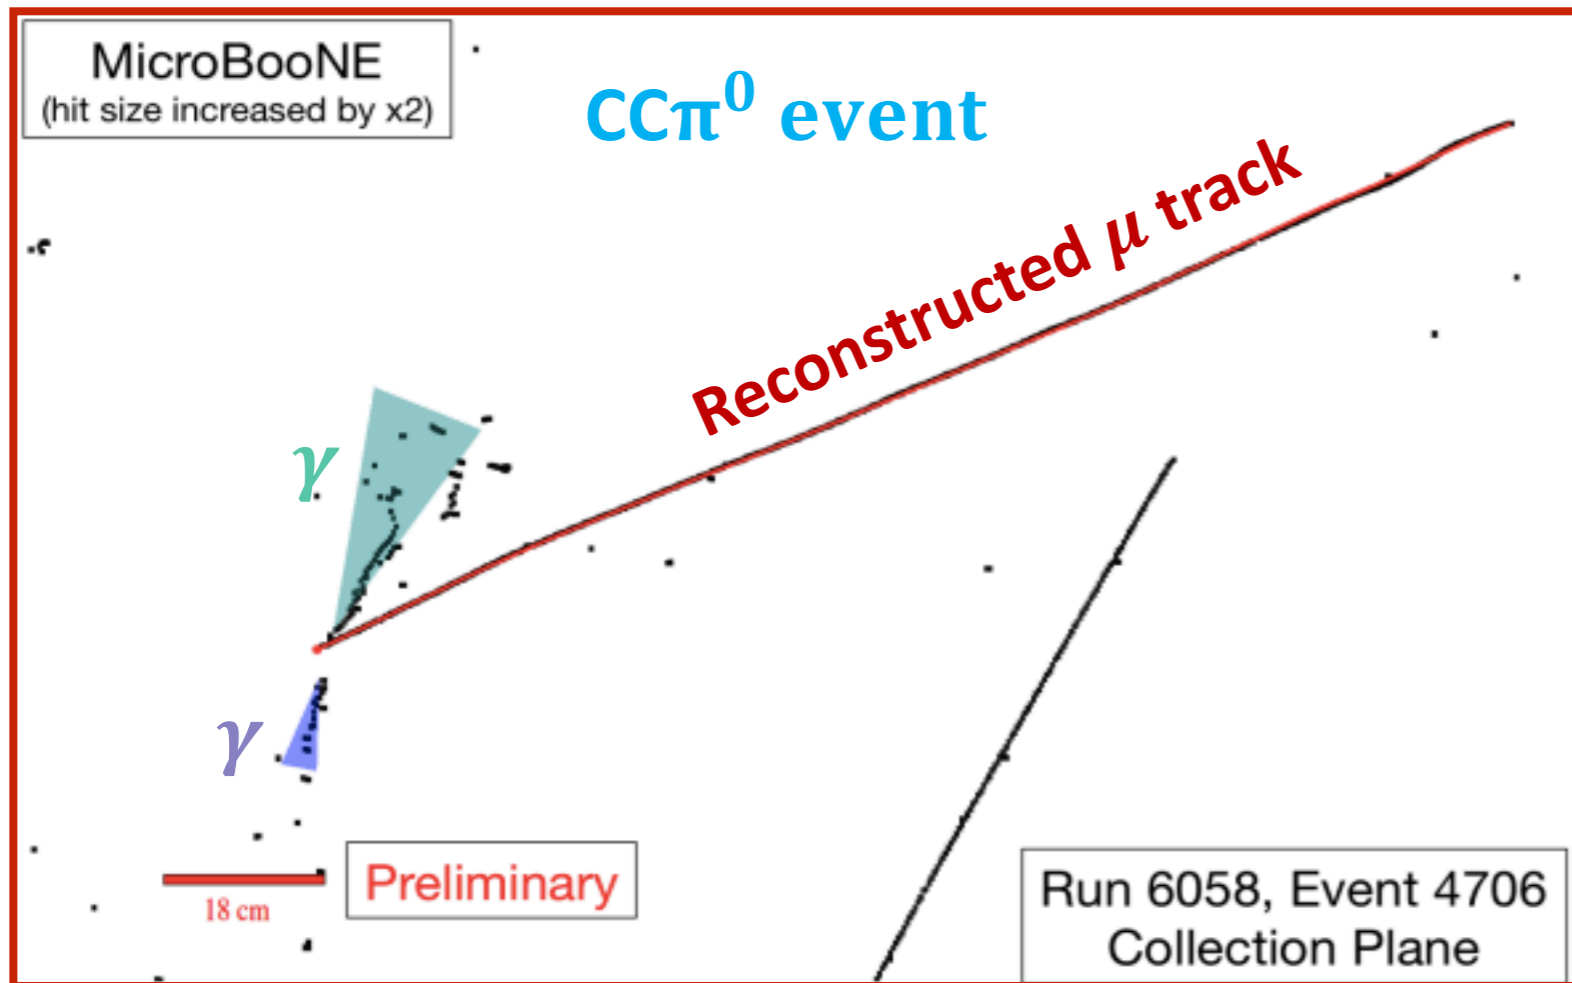 MicroBooNE
(hit size increased by x2)
CCπ⁰ event
Reconstructed μ track
γ
γ
18 cm
Preliminary
Run 6058, Event 4706
Collection Plane